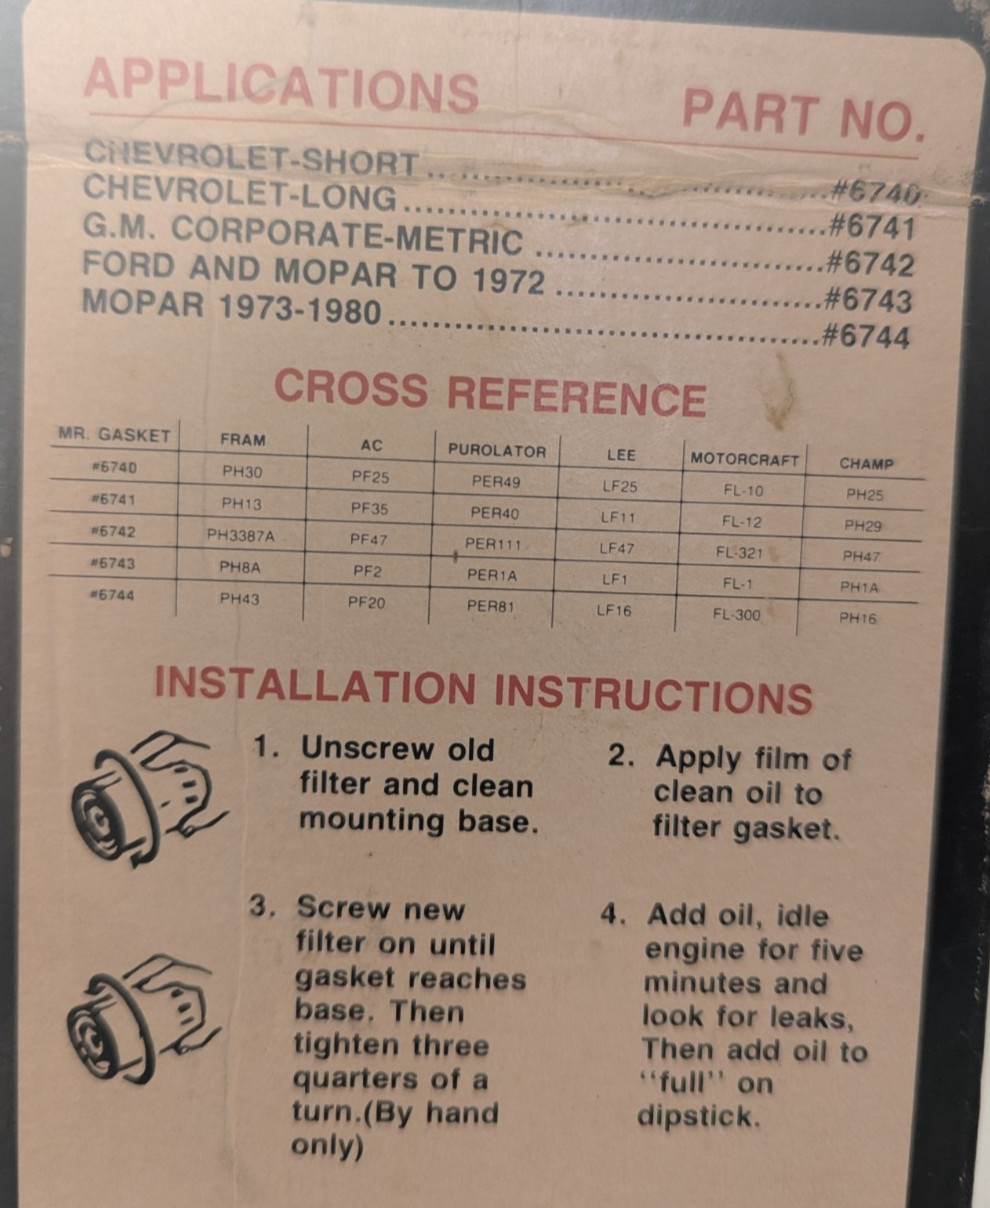 APPLICATIONS PART NO.
CHEVROLET-SHORT ........................................ #6740
CHEVROLET-LONG ........................................ #6741
G.M. CORPORATE-METRIC ........................................ #6742
FORD AND MOPAR TO 1972 ........................................ #6743
MOPAR 1973-1980 ........................................ #6744
CROSS REFERENCE
MR. GASKET FRAM AC PUROLATOR LEE MOTORCRAFT CHAMP
#6740 PH30 PF25 PER49 LF25 FL-10 PH25
#6741 PH13 PF35 PER40 LF11 FL-12 PH29
#6742 PH3387A PF47 PER111 LF47 FL-321 PH47
#6743 PH8A PF2 PER1A LF1 FL-1 PH1A
#6744 PH43 PF20 PER81 LF16 FL-300 PH16
INSTALLATION INSTRUCTIONS
1. Unscrew old
filter and clean
mounting base.
2. Apply film of
clean oil to
filter gasket.
3. Screw new
filter on until
gasket reaches
base. Then
tighten three
quarters of a
turn.(By hand
only)
4. Add oil, idle
engine for five
minutes and
look for leaks,
Then add oil to
‘‘full’’ on
dipstick.